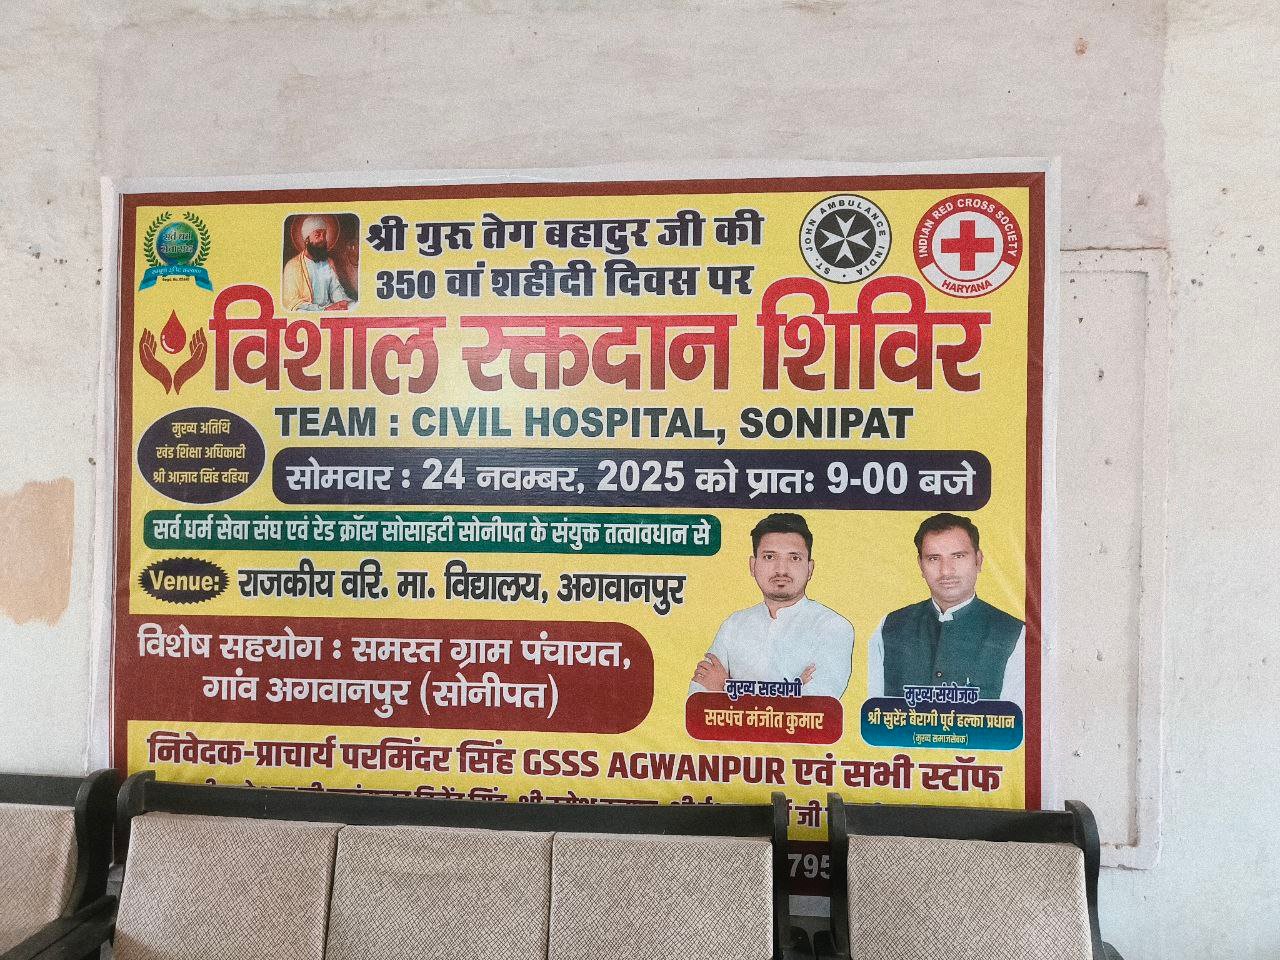 श्री गुरू तेग बहादुर जी की
350 वां शहीदी दिवस पर
ST. JOHN AMBULANCE INDIA
INDIAN RED CROSS SOCIETY
HARYANA
विशाल रक्तदान शिविर
TEAM : CIVIL HOSPITAL, SONIPAT
मुख्य अतिथि
खंड शिक्षा अधिकारी
श्री आज़ाद सिंह दहिया
सोमवार : 24 नवम्बर, 2025 को प्रातः 9-00 बजे
सर्व धर्म सेवा संघ एवं रेड क्रॉस सोसाइटी सोनीपत के संयुक्त तत्वावधान से
Venue: राजकीय वरि. मा. विद्यालय, अगवानपुर
विशेष सहयोग : समस्त ग्राम पंचायत,
गांव अगवानपुर (सोनीपत)
मुख्य सहयोगी
सरपंच मंजीत कुमार
मुख्य संयोजक
श्री सुरेंद्र बैरागी पूर्व हल्का प्रधान
(मुख्य समाजसेवक)
निवेदक-प्राचार्य परमिंदर सिंह GSSS AGWANPUR एवं सभी स्टॉफ
जी
795